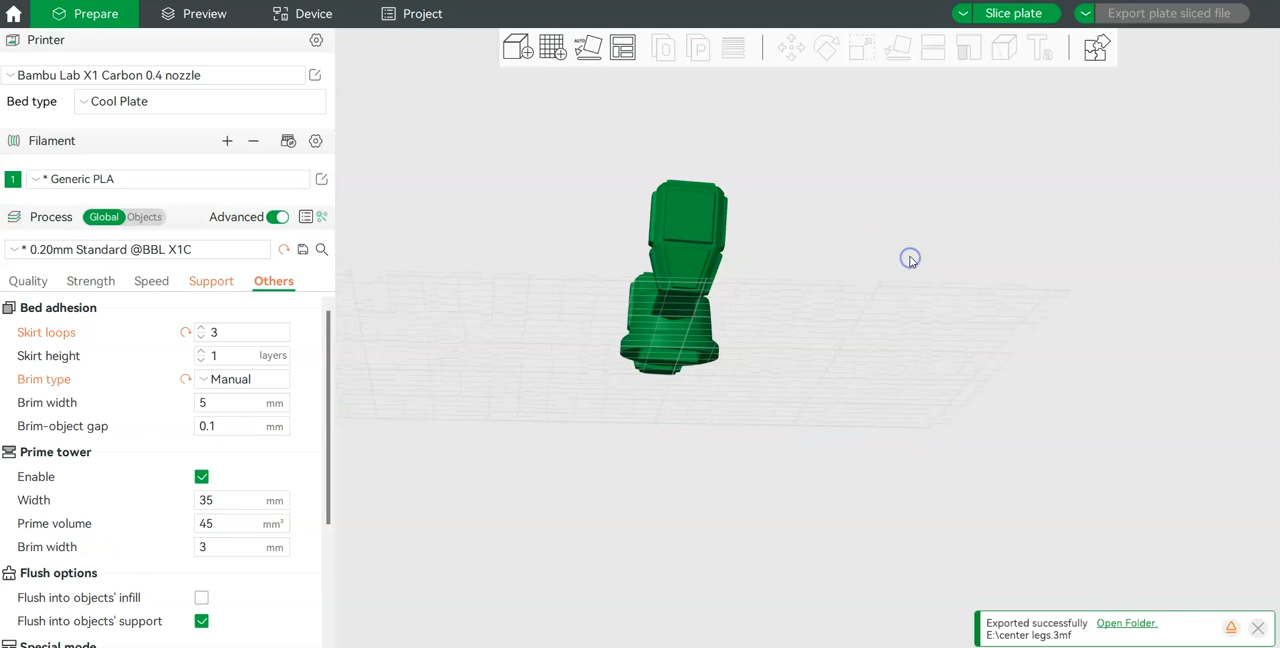 Prepare Preview Device Project Slice plate Export plate sliced file
Printer
Bambu Lab X1 Carbon 0.4 nozzle
Bed type Cool Plate
Filament
1 * Generic PLA
Process Global Objects Advanced
* 0.20mm Standard @BBL X1C
Quality Strength Speed Support Others
Bed adhesion
Skirt loops 3
Skirt height 1 layers
Brim type Manual
Brim width 5 mm
Brim-object gap 0.1 mm
Prime tower
Enable
Width 35 mm
Prime volume 45 mm³
Brim width 3 mm
Flush options
Flush into objects' infill
Flush into objects' support
Special mode
Exported successfully Open Folder.
E:\center legs.3mf